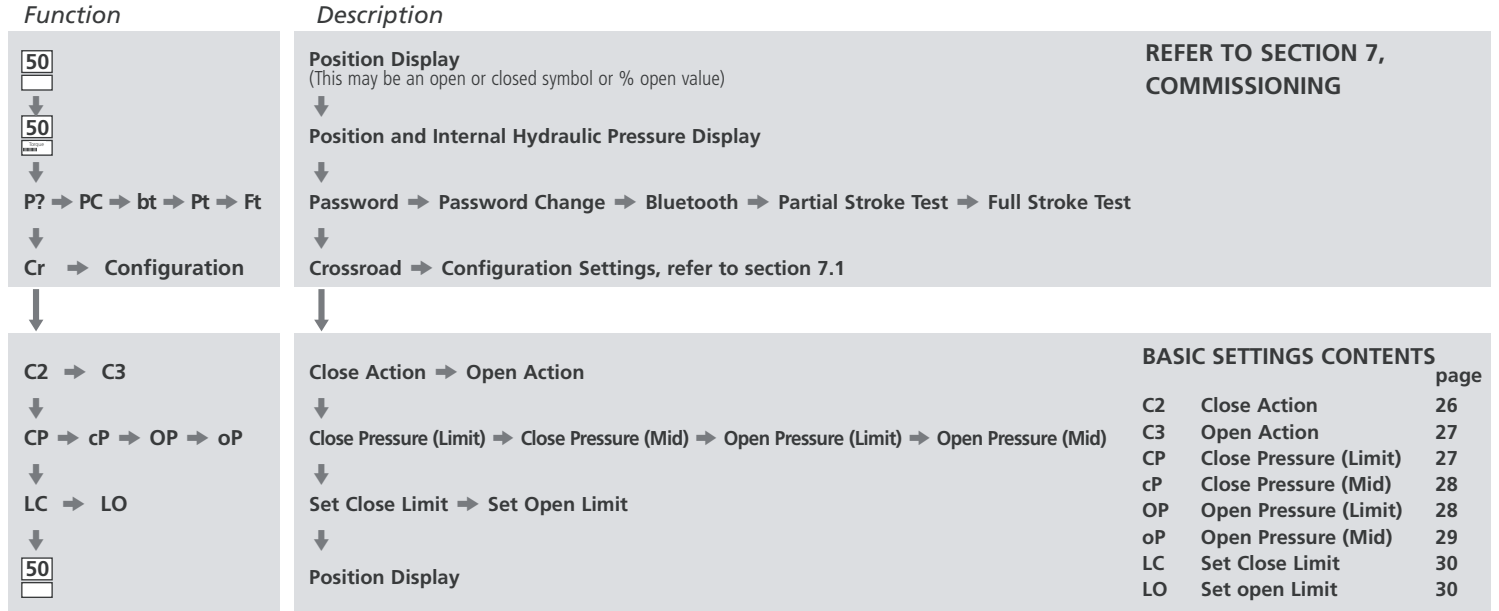 Function
Description
50
Position Display
(This may be an open or closed symbol or % open value)
REFER TO SECTION 7,
COMMISSIONING
50
Torque
Position and Internal Hydraulic Pressure Display
P? ➡ PC ➡ bt ➡ Pt ➡ Ft
Password ➡ Password Change ➡ Bluetooth ➡ Partial Stroke Test ➡ Full Stroke Test
Cr ➡ Configuration
Crossroad ➡ Configuration Settings, refer to section 7.1
C2 ➡ C3
Close Action ➡ Open Action
CP ➡ cP ➡ OP ➡ oP
Close Pressure (Limit) ➡ Close Pressure (Mid) ➡ Open Pressure (Limit) ➡ Open Pressure (Mid)
LC ➡ LO
Set Close Limit ➡ Set Open Limit
50
Position Display
BASIC SETTINGS CONTENTS
page
C2 Close Action 26
C3 Open Action 27
CP Close Pressure (Limit) 27
cP Close Pressure (Mid) 28
OP Open Pressure (Limit) 28
oP Open Pressure (Mid) 29
LC Set Close Limit 30
LO Set open Limit 30